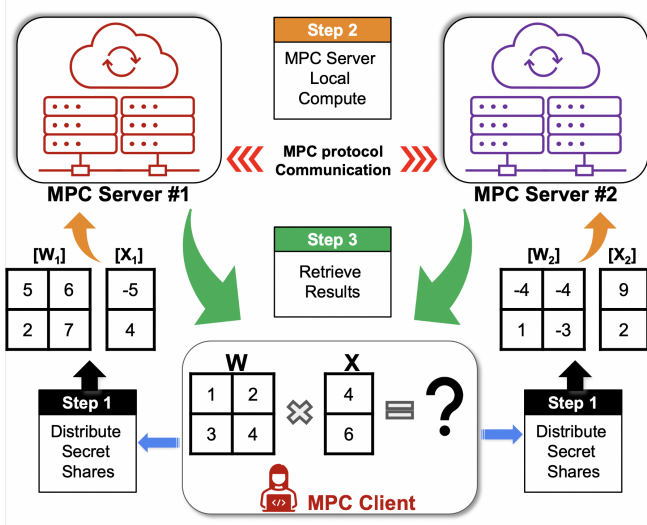 Step 2
MPC Server
Local
Compute
MPC protocol
Communication
MPC Server #1
MPC Server #2
[W₁]
[X₁]
5 6
2 7
-5
4
Step 3
Retrieve
Results
[W₂]
[X₂]
-4 -4
1 -3
9
2
Step 1
Distribute
Secret
Shares
W
X
1 2
3 4
×
4
6
= ?
</>
MPC Client
Step 1
Distribute
Secret
Shares